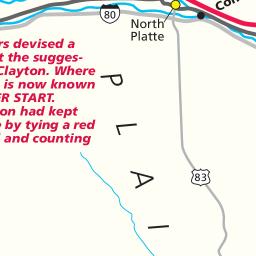 80
North
Platte
rs devised a
t the sugges-
Clayton. Where
is now known
ER START.
on had kept
e by tying a red
and counting
P L A I
83